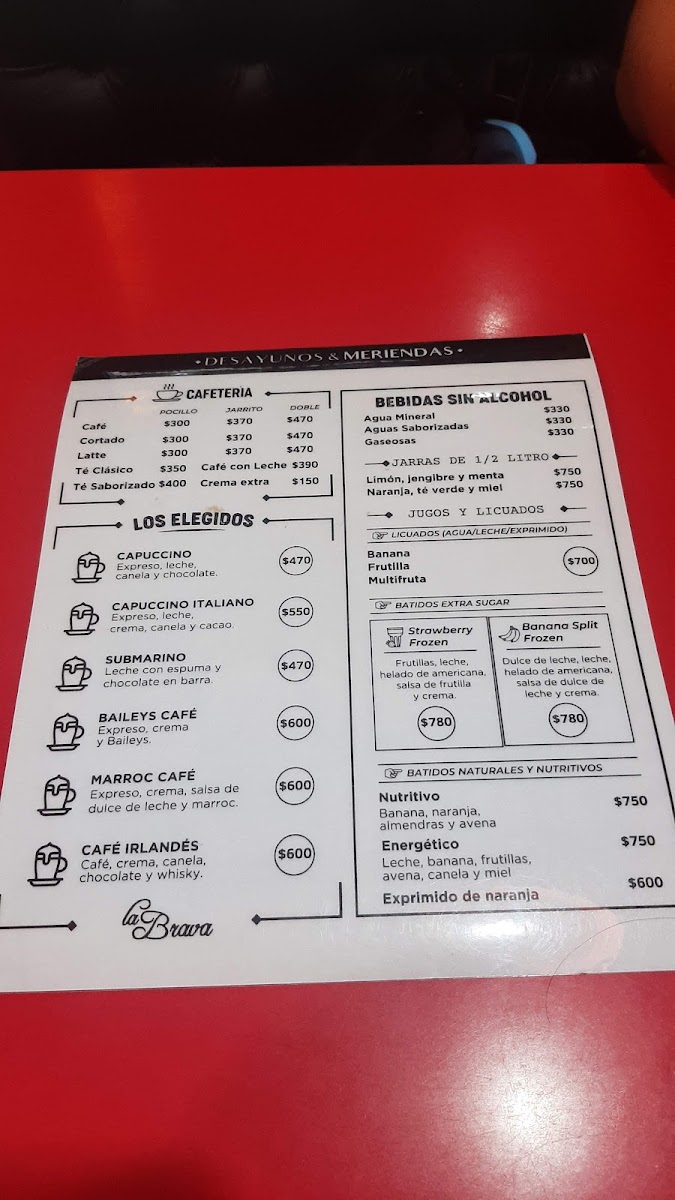 •DESAYUNOS & MERIENDAS•
CAFETERÍA
POCILLO JARRITO DOBLE
Café $300 $370 $470
Cortado $300 $370 $470
Latte $300 $370 $470
Té Clásico $350 Café con Leche $390
Té Saborizado $400 Crema extra $150
LOS ELEGIDOS
CAPUCCINO
Expreso, leche,
canela y chocolate.
$470
CAPUCCINO ITALIANO
Expreso, leche,
crema, canela y cacao.
$550
SUBMARINO
Leche con espuma y
chocolate en barra.
$470
BAILEYS CAFÉ
Expreso, crema
y Baileys.
$600
MARROC CAFÉ
Expreso, crema, salsa de
dulce de leche y marroc.
$600
CAFÉ IRLANDÉS
Café, crema, canela,
chocolate y whisky.
$600
la Brava
BEBIDAS SIN ALCOHOL
Agua Mineral $330
Aguas Saborizadas $330
Gaseosas $330
JARRAS DE 1/2 LITRO
Limón, jengibre y menta $750
Naranja, té verde y miel $750
JUGOS Y LICUADOS
LICUADOS (AGUA/LECHE/EXPRIMIDO)
Banana
Frutilla
Multifruta
$700
BATIDOS EXTRA SUGAR
Strawberry
Frozen
Frutillas, leche,
helado de americana,
salsa de frutilla
y crema.
$780
Banana Split
Frozen
Dulce de leche, leche,
helado de americana,
salsa de dulce de
leche y crema.
$780
BATIDOS NATURALES Y NUTRITIVOS
Nutritivo $750
Banana, naranja,
almendras y avena
Energético $750
Leche, banana, frutillas,
avena, canela y miel
Exprimido de naranja $600